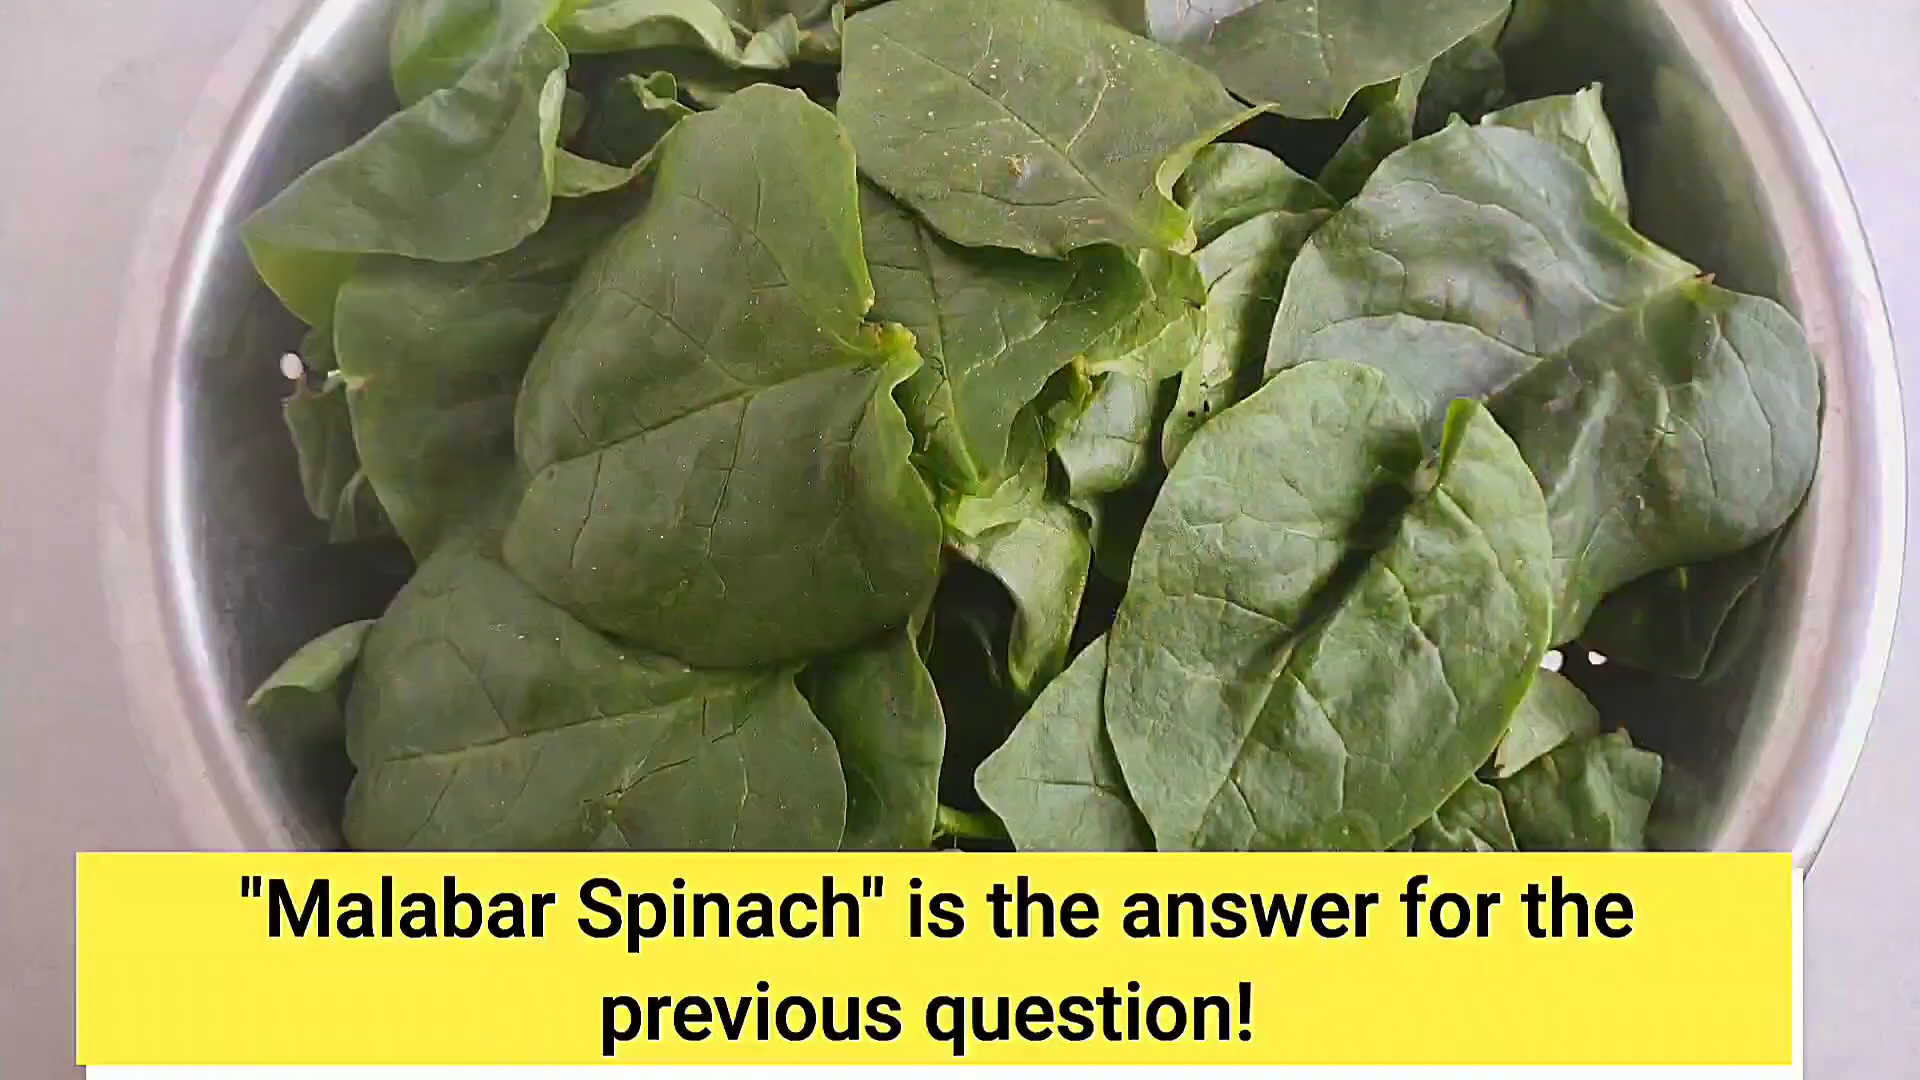 "Malabar Spinach" is the answer for the
previous question!